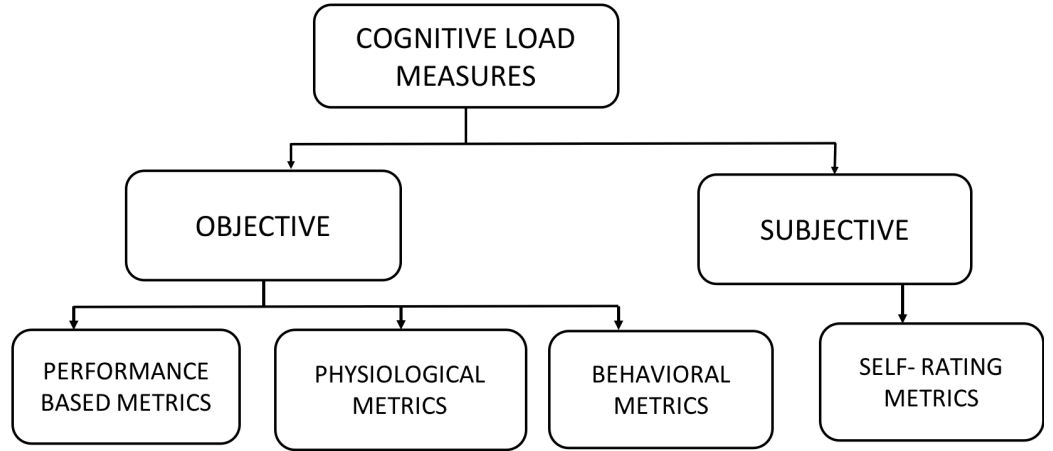 COGNITIVE LOAD
MEASURES
OBJECTIVE
SUBJECTIVE
PERFORMANCE
BASED METRICS
PHYSIOLOGICAL
METRICS
BEHAVIORAL
METRICS
SELF- RATING
METRICS